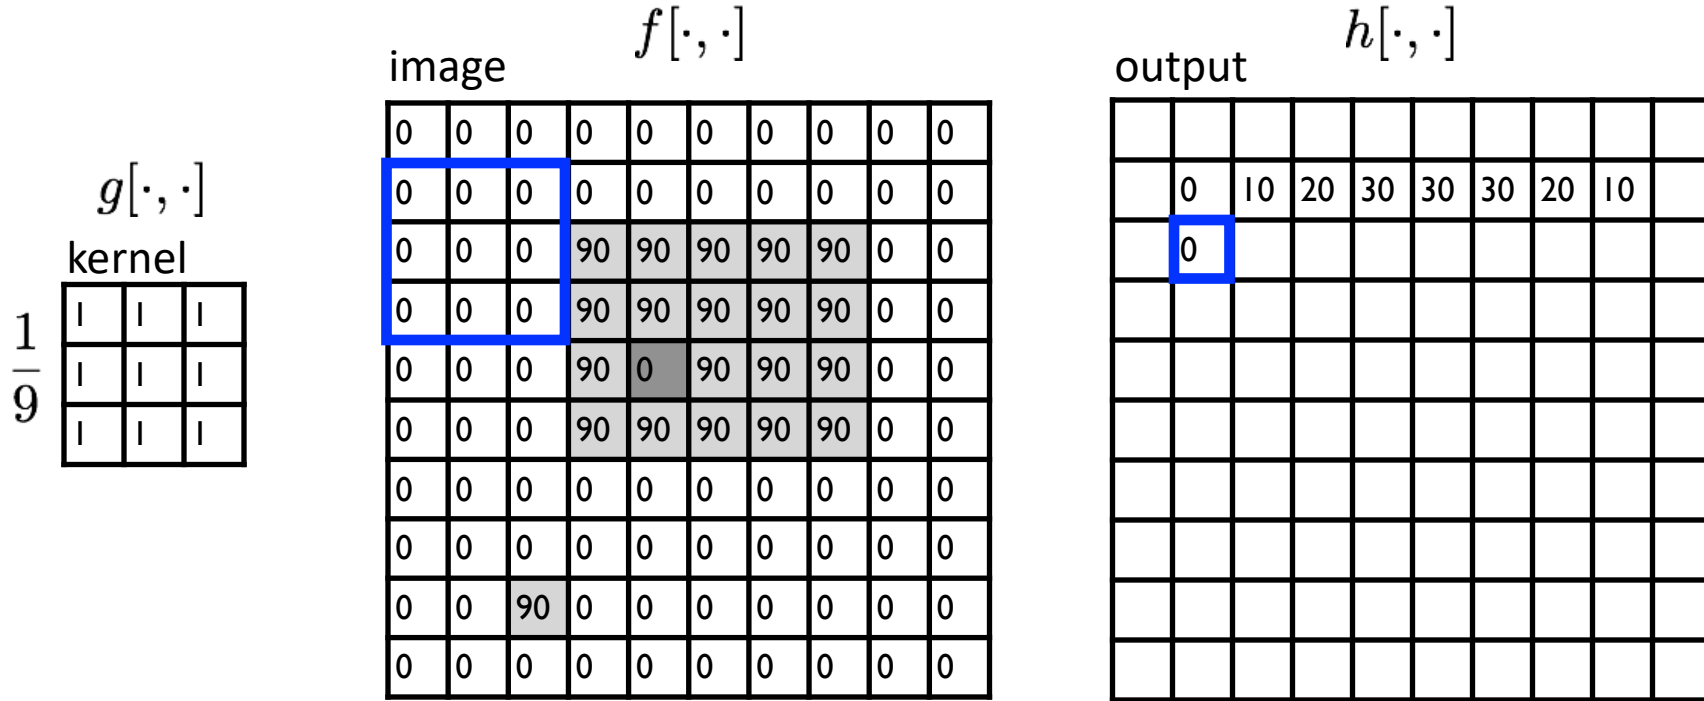 f[·, ·]
h[·, ·]
image
output
g[·, ·]
kernel
1/9
1 1 1
1 1 1
1 1 1
0 0 0 0 0 0 0 0 0 0
0 0 0 0 0 0 0 0 0 0
0 0 0 90 90 90 90 90 0 0
0 0 0 90 90 90 90 90 0 0
0 0 0 90 0 90 90 90 0 0
0 0 0 90 90 90 90 90 0 0
0 0 0 0 0 0 0 0 0 0
0 0 0 0 0 0 0 0 0 0
0 0 90 0 0 0 0 0 0 0
0 0 0 0 0 0 0 0 0 0
0 10 20 30 30 30 20 10
0